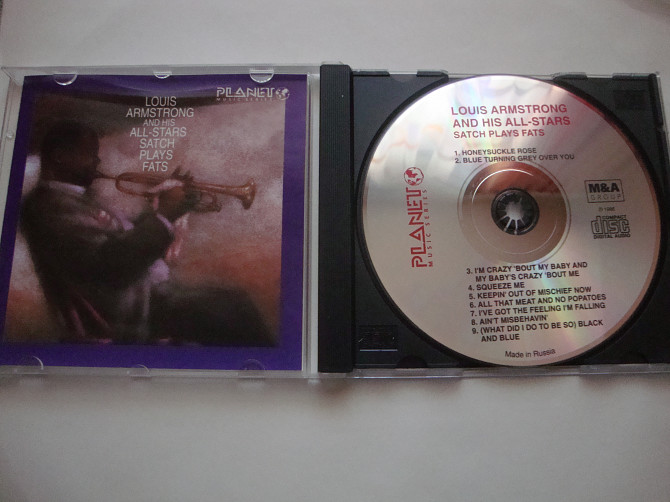 PLANET
MUSIC SERIES
LOUIS
ARMSTRONG
AND HIS
ALL-STARS
SATCH
PLAYS
FATS
LOUIS ARMSTRONG
AND HIS ALL-STARS
SATCH PLAYS FATS
1. HONEYSUCKLE ROSE
2. BLUE TURNING GREY OVER YOU
PLANET
MUSIC SERIES
M&A
GROUP
COMPACT
disc
DIGITAL AUDIO
3. I'M CRAZY 'BOUT MY BABY AND
MY BABY'S CRAZY 'BOUT ME
4. SQUEEZE ME
5. KEEPIN' OUT OF MISCHIEF NOW
6. ALL THAT MEAT AND NO POPATOES
7. I'VE GOT THE FEELING I'M FALLING
8. AIN'T MISBEHAVIN'
9. (WHAT DID I DO TO BE SO) BLACK
AND BLUE
Made in Russia